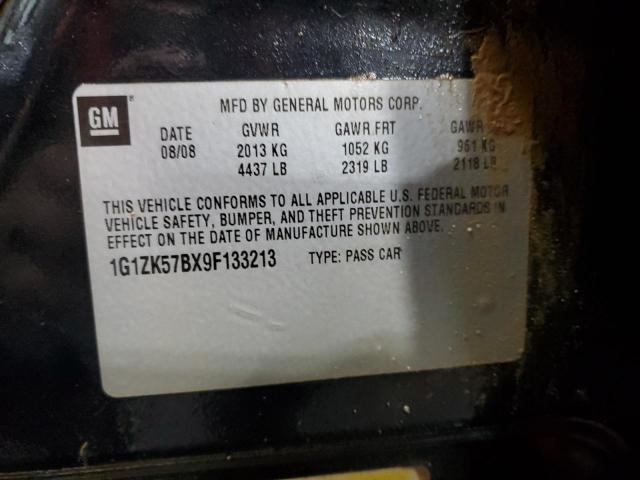 GM
MFD BY GENERAL MOTORS CORP.
DATE GVWR GAWR FRT GAWR
08/08 2013 KG 1052 KG 961 KG
4437 LB 2319 LB 2118 LB
THIS VEHICLE CONFORMS TO ALL APPLICABLE U.S. FEDERAL MOTOR
VEHICLE SAFETY, BUMPER, AND THEFT PREVENTION STANDARDS IN
EFFECT ON THE DATE OF MANUFACTURE SHOWN ABOVE.
1G1ZK57BX9F133213 TYPE: PASS CAR